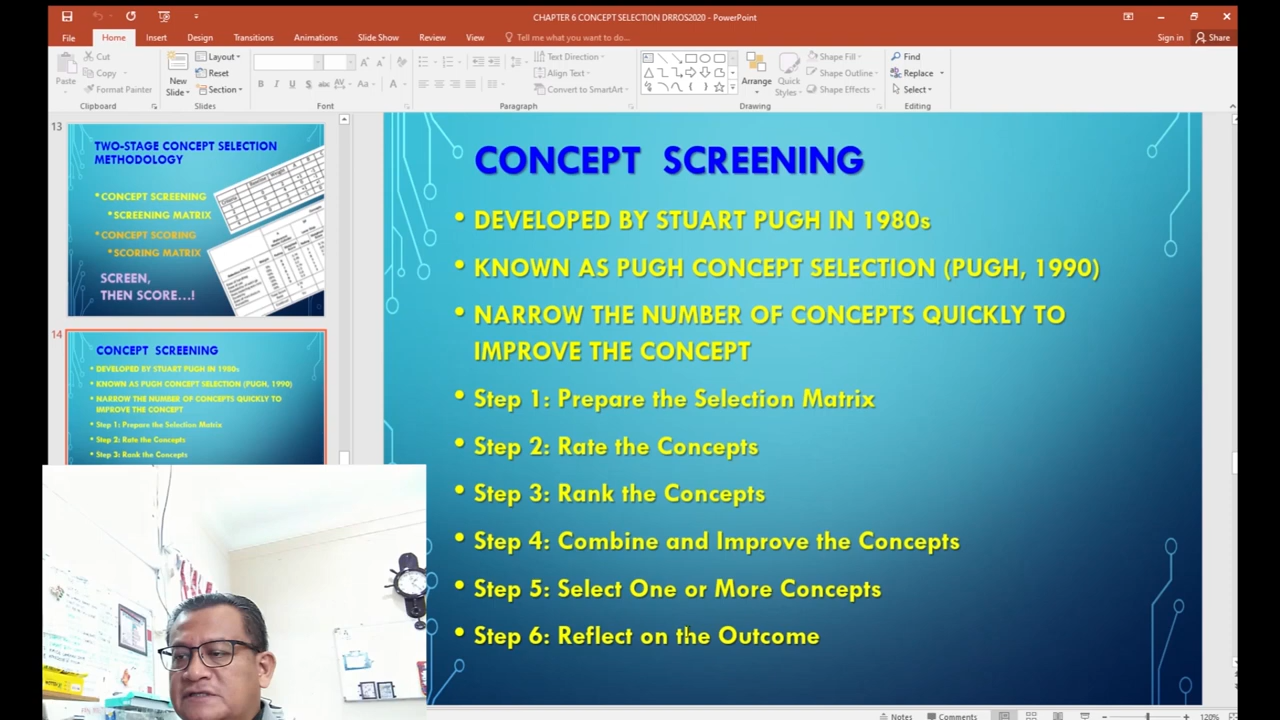 CHAPTER 6 CONCEPT SELECTION DRROS2020 - PowerPoint
File Home Insert Design Transitions Animations Slide Show Review View Tell me what you want to do... Sign in Share
Paste
Cut
Copy
Format Painter
Clipboard
New
Slide
Layout
Reset
Section
Slides
B I U S abc AV Aa A
Font
Text Direction
Align Text
Convert to SmartArt
Paragraph
Arrange
Quick
Styles
Shape Fill
Shape Outline
Shape Effects
Drawing
Find
Replace
Select
Editing
13
TWO-STAGE CONCEPT SELECTION
METHODOLOGY
*CONCEPT SCREENING
*SCREENING MATRIX
*CONCEPT SCORING
*SCORING MATRIX
SCREEN,
THEN SCORE...!
14
CONCEPT SCREENING
• DEVELOPED BY STUART PUGH IN 1980s
• KNOWN AS PUGH CONCEPT SELECTION (PUGH, 1990)
• NARROW THE NUMBER OF CONCEPTS QUICKLY TO
IMPROVE THE CONCEPT
• Step 1: Prepare the Selection Matrix
• Step 2: Rate the Concepts
• Step 3: Rank the Concepts
CONCEPT SCREENING
• DEVELOPED BY STUART PUGH IN 1980s
• KNOWN AS PUGH CONCEPT SELECTION (PUGH, 1990)
• NARROW THE NUMBER OF CONCEPTS QUICKLY TO
IMPROVE THE CONCEPT
• Step 1: Prepare the Selection Matrix
• Step 2: Rate the Concepts
• Step 3: Rank the Concepts
• Step 4: Combine and Improve the Concepts
• Step 5: Select One or More Concepts
• Step 6: Reflect on the Outcome
Notes Comments 120%